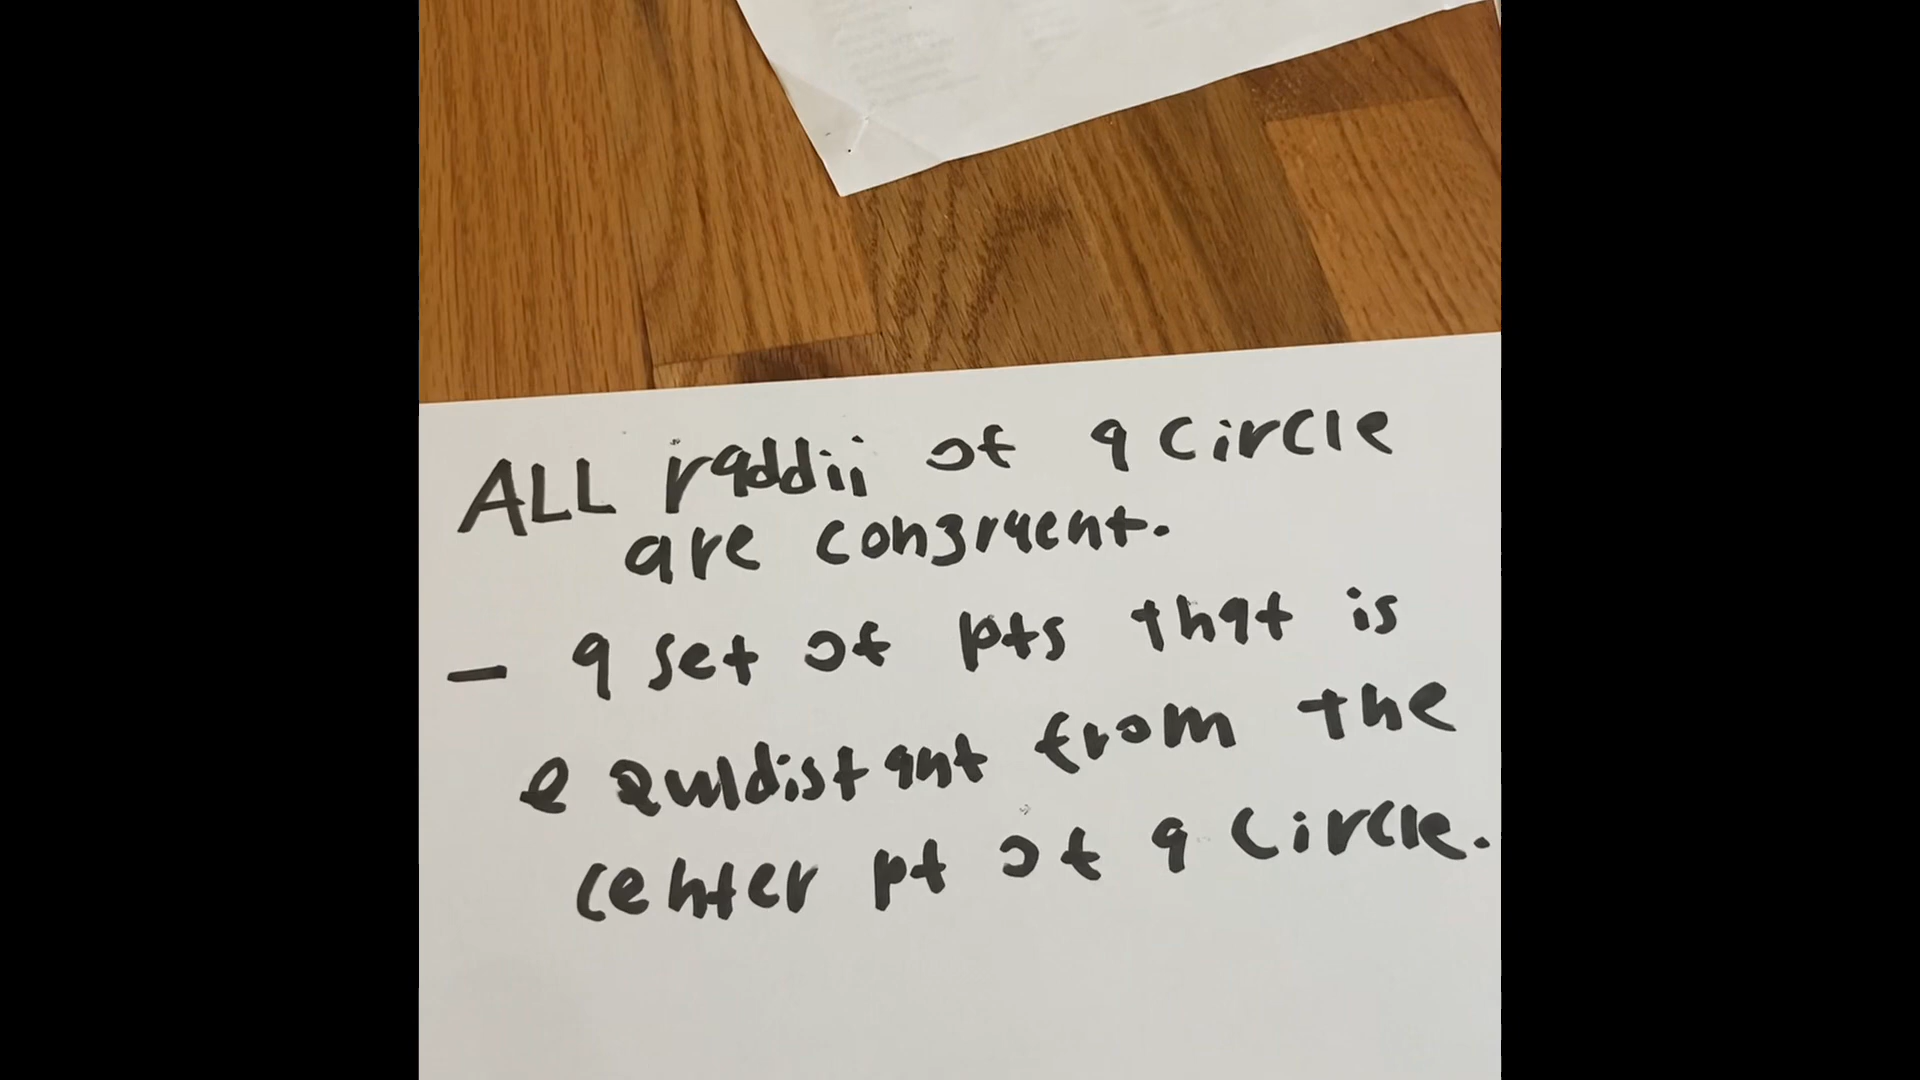 ALL raddii of a circle
are congruent.
- a set of pts that is
equidistant from the
center pt of a circle.